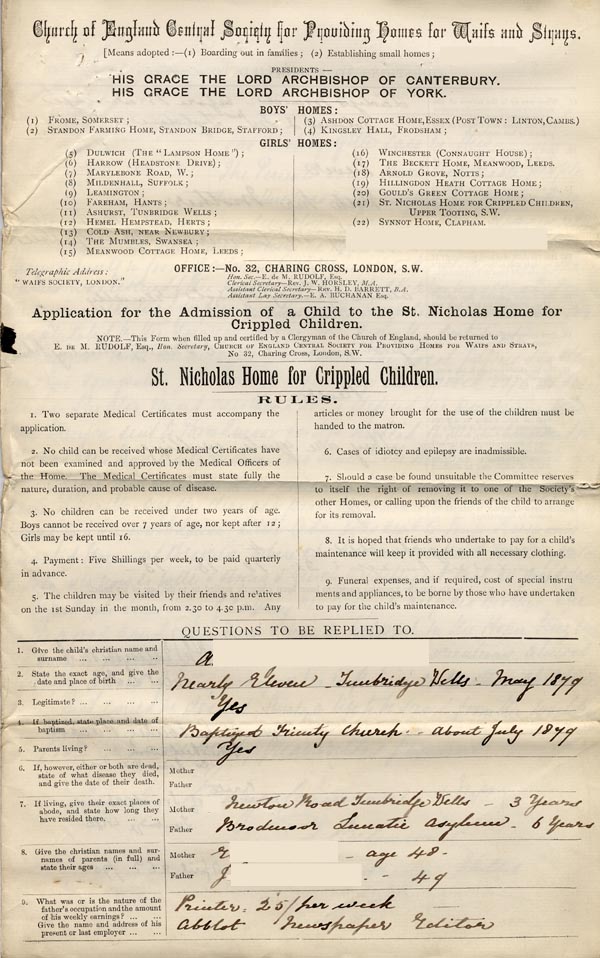 Church of England Central Society for Providing Homes for Waifs and Strays.
[Means adopted :—(1) Boarding out in families ; (2) Establishing small homes ;
PRESIDENTS —
HIS GRACE THE LORD ARCHBISHOP OF CANTERBURY.
HIS GRACE THE LORD ARCHBISHOP OF YORK.
BOYS' HOMES:
(1) FROME, SOMERSET ;
(2) STANDON FARMING HOME, STANDON BRIDGE, STAFFORD ;
(3) ASHDON COTTAGE HOME, ESSEX (POST TOWN: LINTON, CAMBS.)
(4) KINGSLEY HALL, FRODSHAM ;
GIRLS' HOMES:
(5) DULWICH (THE "LAMPSON HOME") ;
(6) HARROW (HEADSTONE DRIVE) ;
(7) MARYLEBONE ROAD, W. ;
(8) MILDENHALL, SUFFOLK ;
(9) LEAMINGTON ;
(10) FAREHAM, HANTS ;
(11) ASHURST, TUNBRIDGE WELLS ;
(12) HEMEL HEMPSTEAD, HERTS ;
(13) COLD ASH, NEAR NEWBURY ;
(14) THE MUMBLES, SWANSEA ;
(15) MEANWOOD COTTAGE HOME, LEEDS ;
(16) WINCHESTER (CONNAUGHT HOUSE) ;
(17) THE BECKETT HOME, MEANWOOD, LEEDS.
(18) ARNOLD GROVE, NOTTS ;
(19) HILLINGDON HEATH COTTAGE HOME ;
(20) GOULD'S GREEN COTTAGE HOME ;
(21) ST. NICHOLAS HOME FOR CRIPPLED CHILDREN,
UPPER TOOTING, S.W.
(22) SYNNOT HOME, CLAPHAM.
Telegraphic Address :
"WAIFS SOCIETY, LONDON."
OFFICE :—No. 32, CHARING CROSS, LONDON, S.W.
Hon. Sec.—E. de M. RUDOLF, Esq.
Clerical Secretary—Rev. J. W. HORSLEY, M.A.
Assistant Clerical Secretary—Rev. H. D. BARRETT, B.A.
Assistant Lay Secretary.—E. A. BUCHANAN Esq.
Application for the Admission of a Child to the St. Nicholas Home for
Crippled Children.
NOTE.—This Form when filled up and certified by a Clergyman of the Church of England, should be returned to
E. DE M. RUDOLF, Esq., Hon. Secretary, CHURCH OF ENGLAND CENTRAL SOCIETY FOR PROVIDING HOMES FOR WAIFS AND STRAYS,
No 32, Charing Cross, London, S.W.
St. Nicholas Home for Crippled Children.
RULES.
1. Two separate Medical Certificates must accompany the
application.
2. No child can be received whose Medical Certificates have
not been examined and approved by the Medical Officers of
the Home. The Medical Certificates must state fully the
nature, duration, and probable cause of disease.
3. No children can be received under two years of age.
Boys cannot be received over 7 years of age, nor kept after 12 ;
Girls may be kept until 16.
4. Payment : Five Shillings per week, to be paid quarterly
in advance.
5. The children may be visited by their friends and relatives
on the 1st Sunday in the month, from 2.30 to 4.30 p.m. Any
articles or money brought for the use of the children must be
handed to the matron.
6. Cases of idiotcy and epilepsy are inadmissible.
7. Should a case be found unsuitable the Committee reserves
to itself the right of removing it to one of the Society's
other Homes, or calling upon the friends of the child to arrange
for its removal.
8. It is hoped that friends who undertake to pay for a child's
maintenance will keep it provided with all necessary clothing.
9. Funeral expenses, and if required, cost of special instru
ments and appliances, to be borne by those who have undertaken
to pay for the child's maintenance.
QUESTIONS TO BE REPLIED TO.
1. Give the child's christian name and
surname ... ... ... ...
A
2. State the exact age, and give the
date and place of birth ... ...
Nearly Eleven - Tunbridge Wells - May 1879
3. Legitimate? ... ... ... ...
Yes
4. If baptized, state place and date of
baptism ... ... ... ...
Baptized Trinity Church - About July 1879
5. Parents living? ... ... ...
Yes
6. If, however, either or both are dead,
state of what disease they died,
and give the date of their death.
Mother
Father
7. If living, give their exact places of
abode, and state how long they
have resided there. ... ...
Mother Newton Road Tunbridge Wells - 3 Years
Father Broadmoor Lunatic Asylum - 6 Years
8. Give the christian names and sur-
names of parents (in full) and
state their ages ... ... ...
Mother E - age 48 -
Father J - - 49
9. What was or is the nature of the
father's occupation and the amount
of his weekly earnings? ... ...
Give the name and address of his
present or last employer ... ...
Printer. 25/ per week
Abblot Newspaper Editor